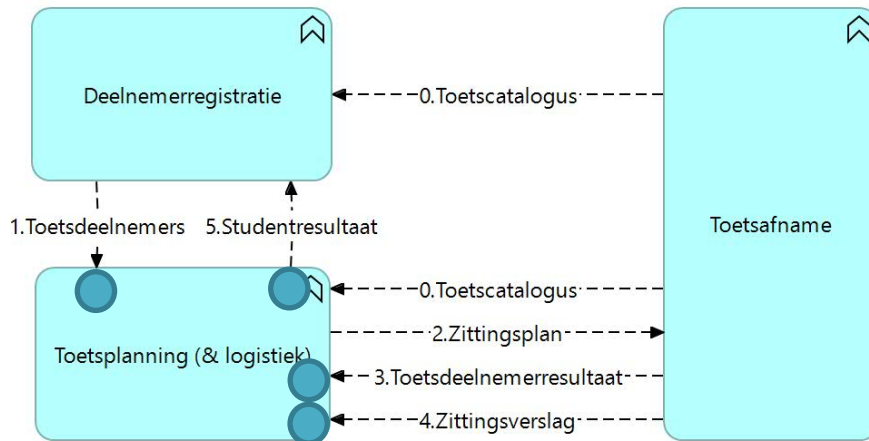 Deelnemerregistratie
0.Toetscatalogus
Toetsafname
1.Toetsdeelnemers
5.Studentresultaat
0.Toetscatalogus
2.Zittingsplan
Toetsplanning (& logistiek)
3.Toetsdeelnemerresultaat
4.Zittingsverslag